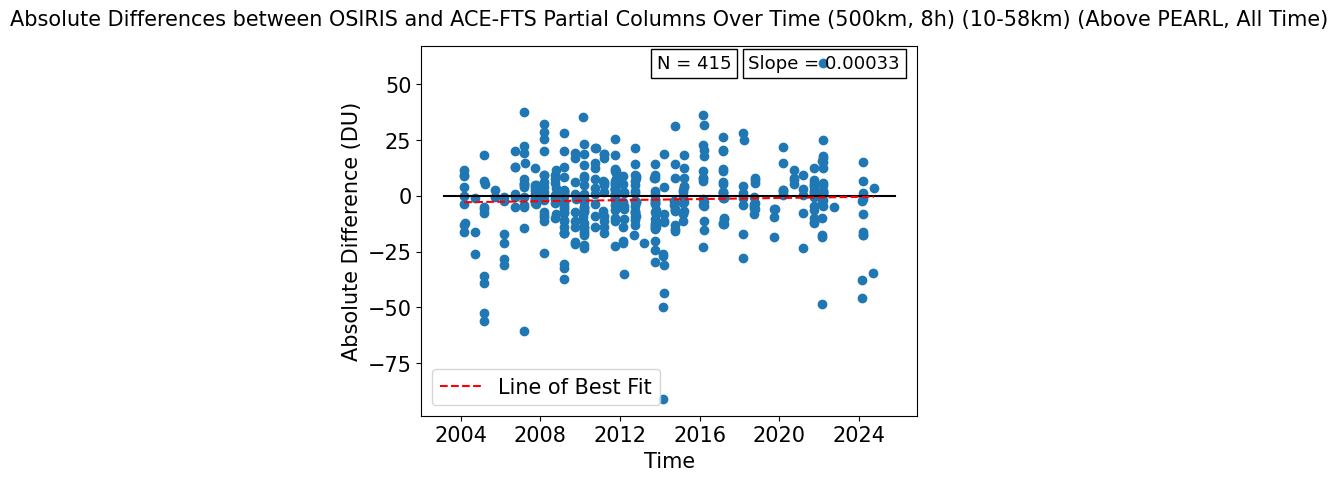 Absolute Differences between OSIRIS and ACE-FTS Partial Columns Over Time (500km, 8h) (10-58km) (Above PEARL, All Time)
N = 415
Slope = 0.00033
Absolute Difference (DU)
50
25
0
−25
−50
−75
Line of Best Fit
2004 2008 2012 2016 2020 2024
Time